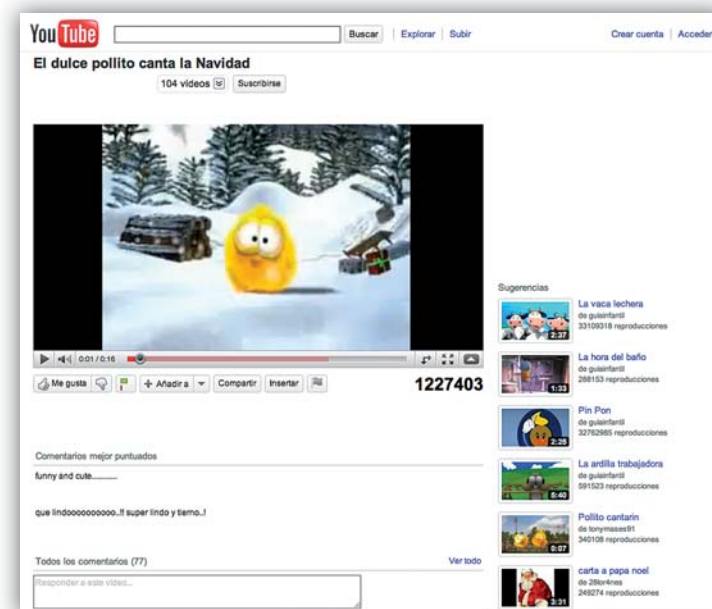 YouTube
Buscar
Explorar
Subir
Crear cuenta
Acceder
El dulce pollito canta la Navidad
104 vídeos
Suscribirse
0:01 / 0:16
Me gusta
Añadir a
Compartir
Insertar
1227403
Comentarios mejor puntuados
funny and cute...........
que lindoooooooooo..!! super lindo y tierno..!
Todos los comentarios (77)
Ver todo
Responder a este vídeo...
Sugerencias
2:37
La vaca lechera
de guiainfantil
33109318 reproducciones
1:33
La hora del baño
de guiainfantil
288153 reproducciones
2:25
Pin Pon
de guiainfantil
32762985 reproducciones
5:40
La ardilla trabajadora
de guiainfantil
591523 reproducciones
0:07
Pollito cantarin
de tonymases91
340108 reproducciones
3:31
carta a papa noel
de 28lor4nes
249274 reproducciones